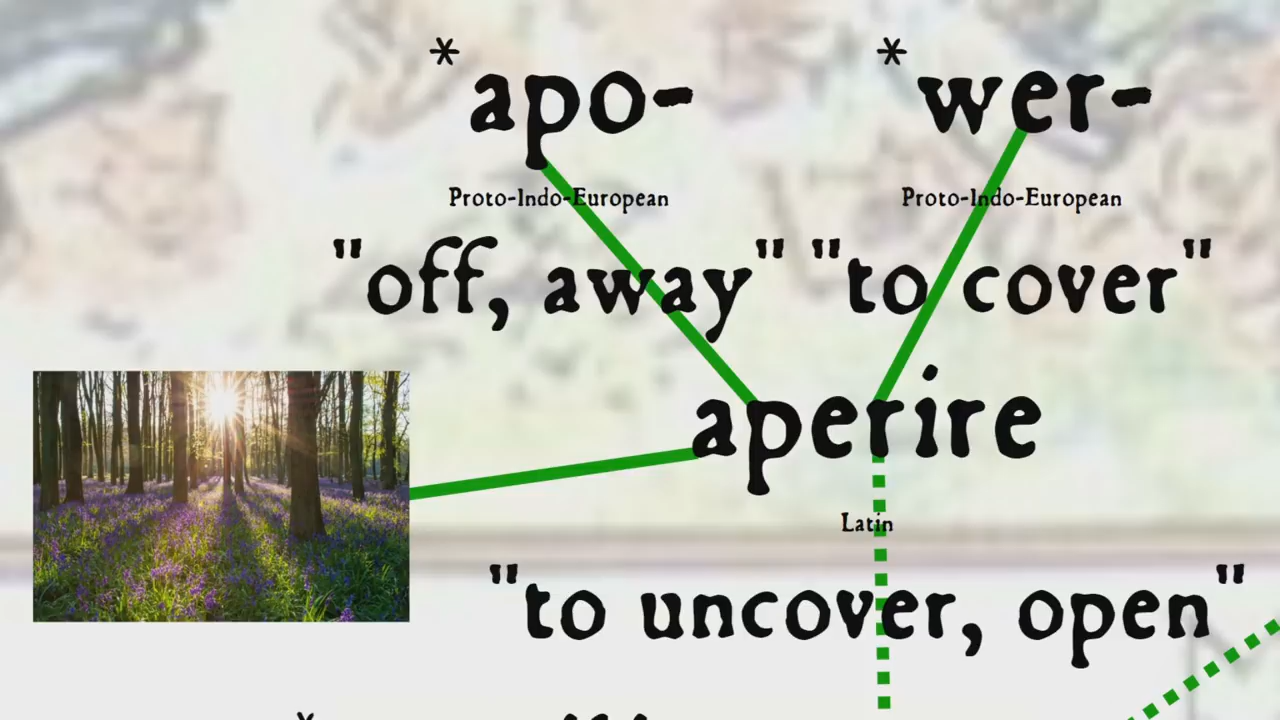 *apo- *wer-
Proto-Indo-European Proto-Indo-European
"off, away" "to cover"
aperire
Latin
"to uncover, open"